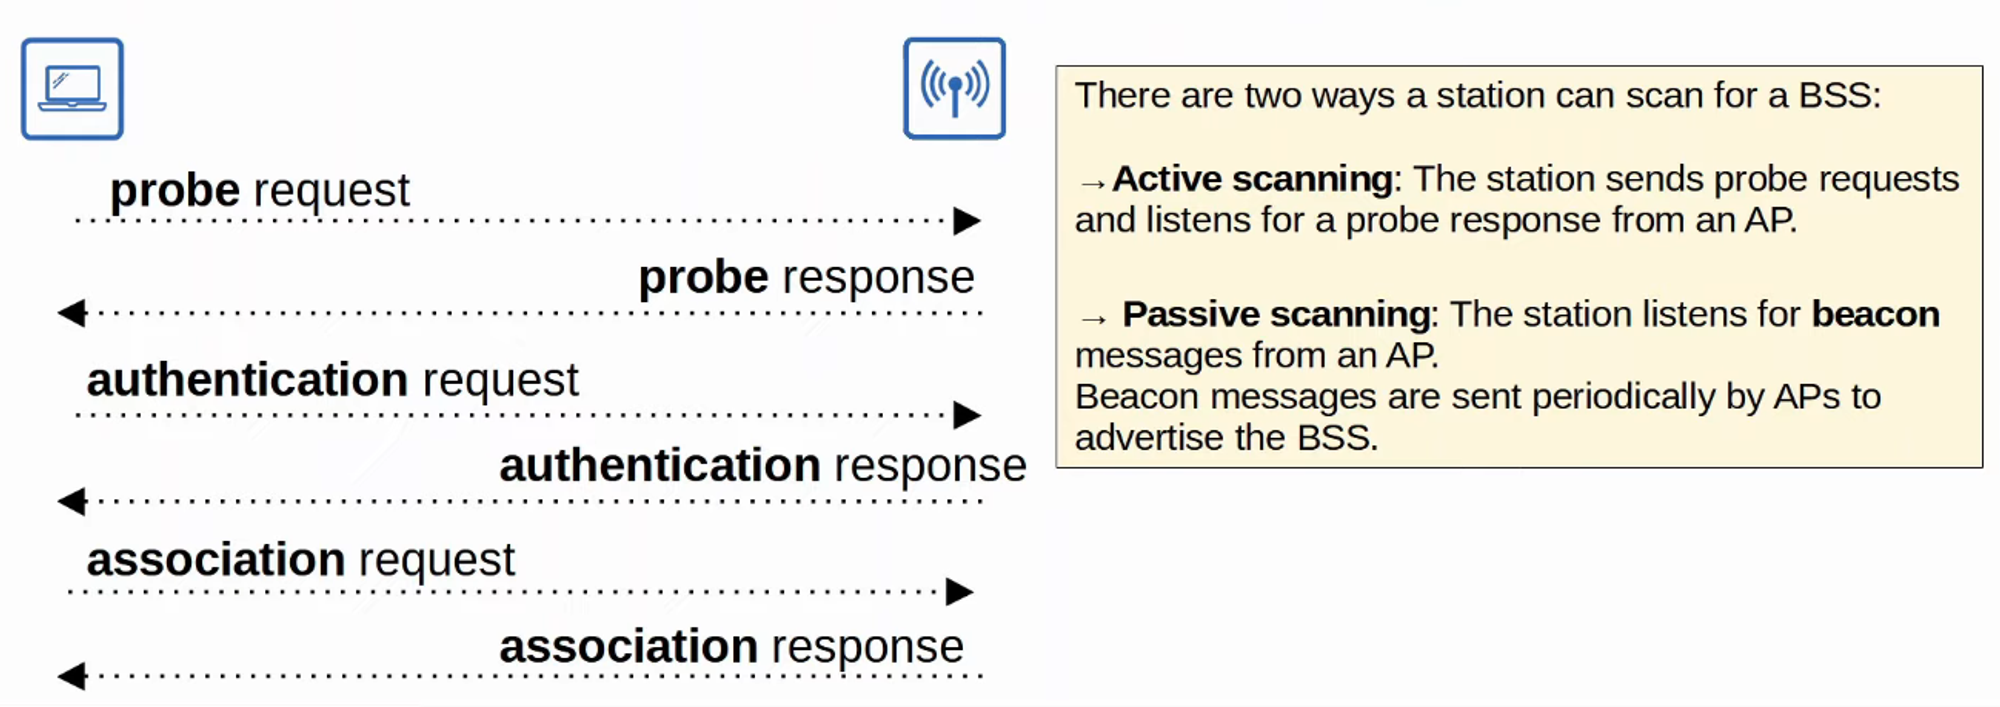 probe request
probe response
authentication request
authentication response
association request
association response
There are two ways a station can scan for a BSS:
→Active scanning: The station sends probe requests
and listens for a probe response from an AP.
→ Passive scanning: The station listens for beacon
messages from an AP.
Beacon messages are sent periodically by APs to
advertise the BSS.